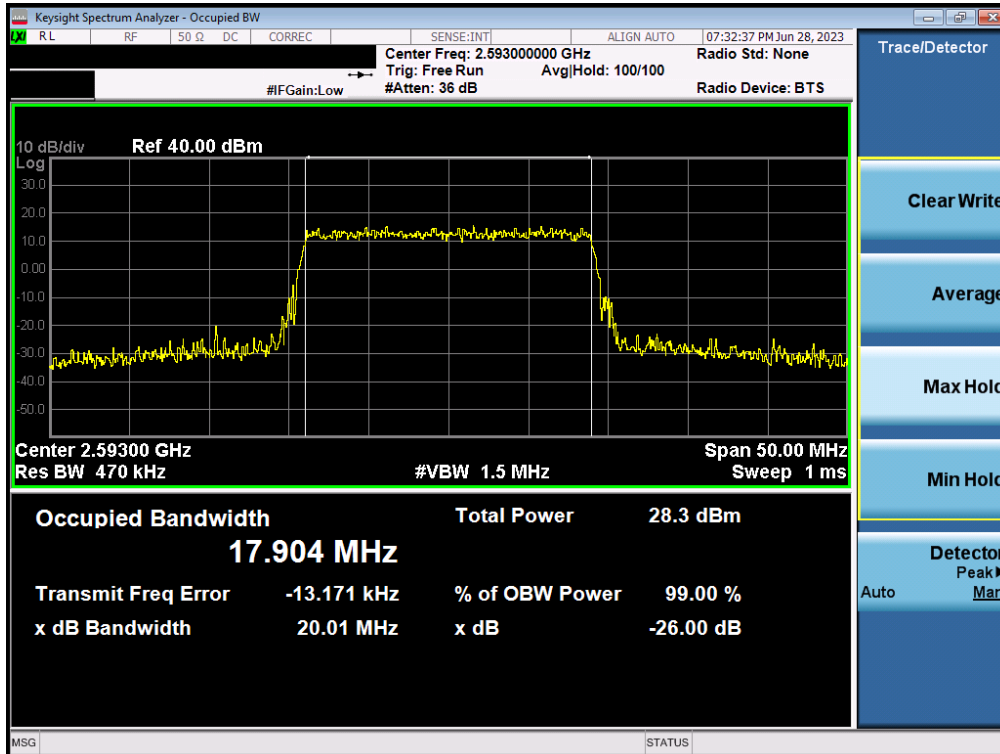 Keysight Spectrum Analyzer - Occupied BW
LXI RL RF 50 Ω DC CORREC SENSE:INT ALIGN AUTO 07:32:37 PM Jun 28, 2023
Center Freq: 2.593000000 GHz Radio Std: None
Trig: Free Run Avg|Hold: 100/100
#IFGain:Low #Atten: 36 dB Radio Device: BTS
Trace/Detector
10 dB/div Ref 40.00 dBm
Log
30.0
20.0
10.0
0.00
-10.0
-20.0
-30.0
-40.0
-50.0
Center 2.59300 GHz Span 50.00 MHz
Res BW 470 kHz #VBW 1.5 MHz Sweep 1 ms
Occupied Bandwidth Total Power 28.3 dBm
17.904 MHz
Transmit Freq Error -13.171 kHz % of OBW Power 99.00 %
x dB Bandwidth 20.01 MHz x dB -26.00 dB
Clear Write
Average
Max Hold
Min Hold
Detector
Peak
Auto Man
MSG STATUS